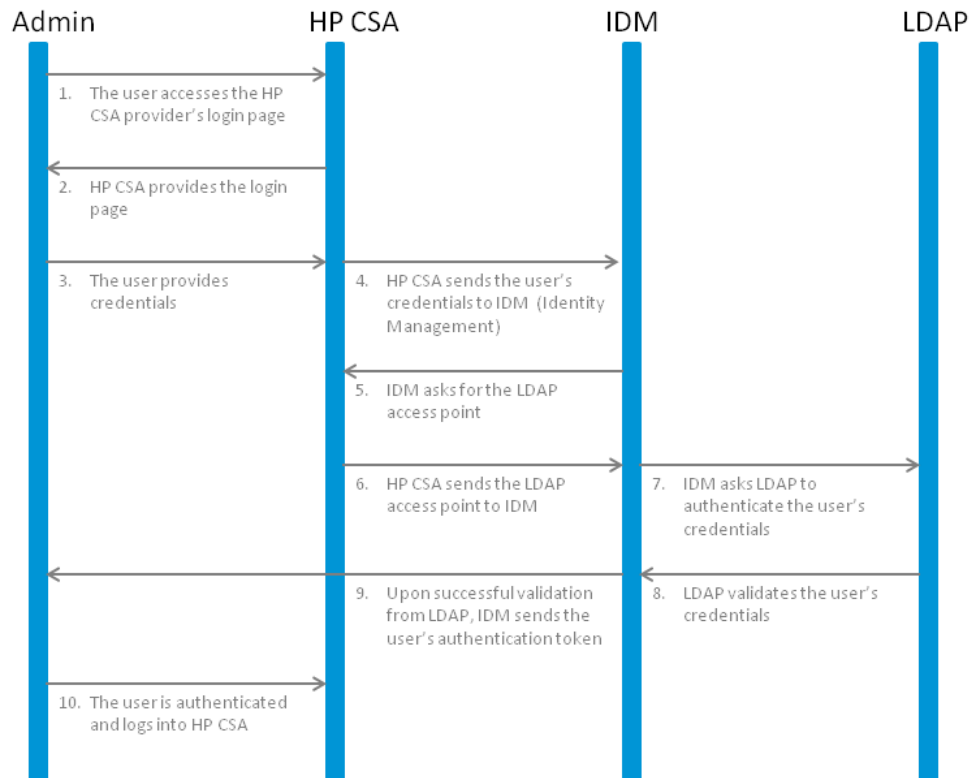 Admin
HP CSA
IDM
LDAP
1. The user accesses the HP
CSA provider's login page
2. HP CSA provides the login
page
3. The user provides
credentials
4. HP CSA sends the user's
credentials to IDM (Identity
Management)
5. IDM asks for the LDAP
access point
6. HP CSA sends the LDAP
access point to IDM
7. IDM asks LDAP to
authenticate the user's
credentials
8. LDAP validates the user's
credentials
9. Upon successful validation
from LDAP, IDM sends the
user's authentication token
10. The user is authenticated
and logs into HP CSA